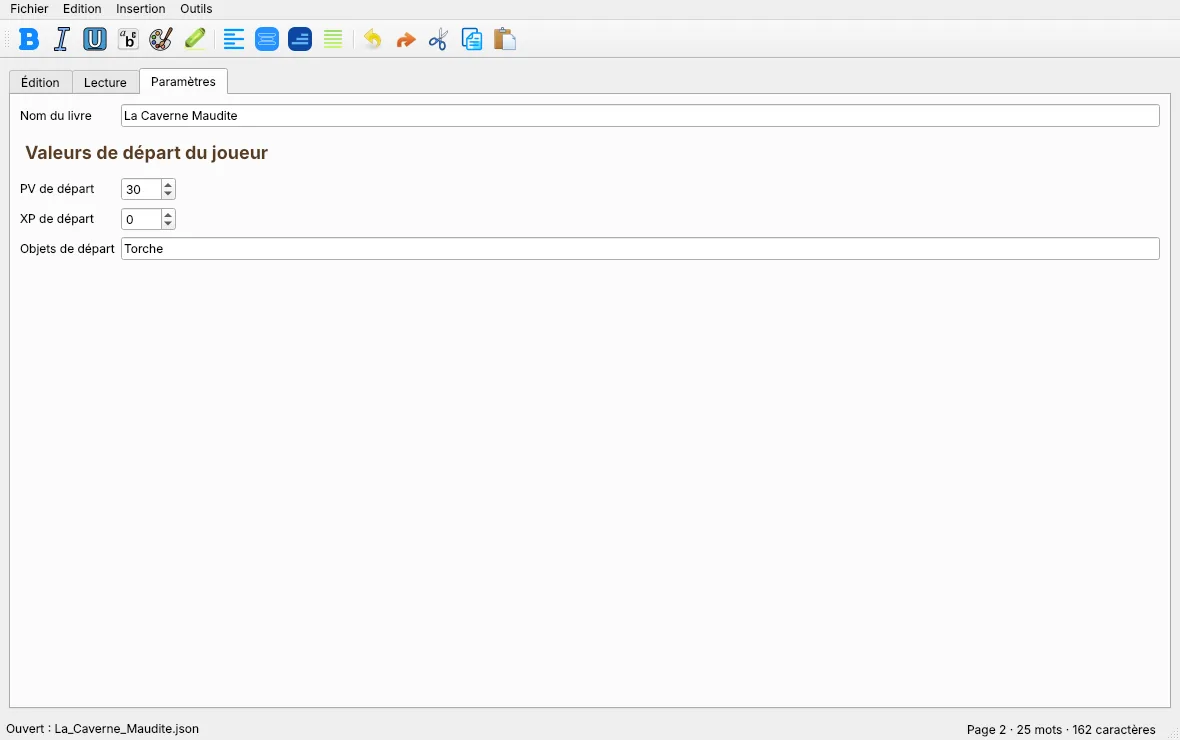 Fichier Edition Insertion Outils
B I U abc
Édition Lecture Paramètres
Nom du livre La Caverne Maudite
Valeurs de départ du joueur
PV de départ 30
XP de départ 0
Objets de départ Torche
Ouvert : La_Caverne_Maudite.json Page 2 · 25 mots · 162 caractères